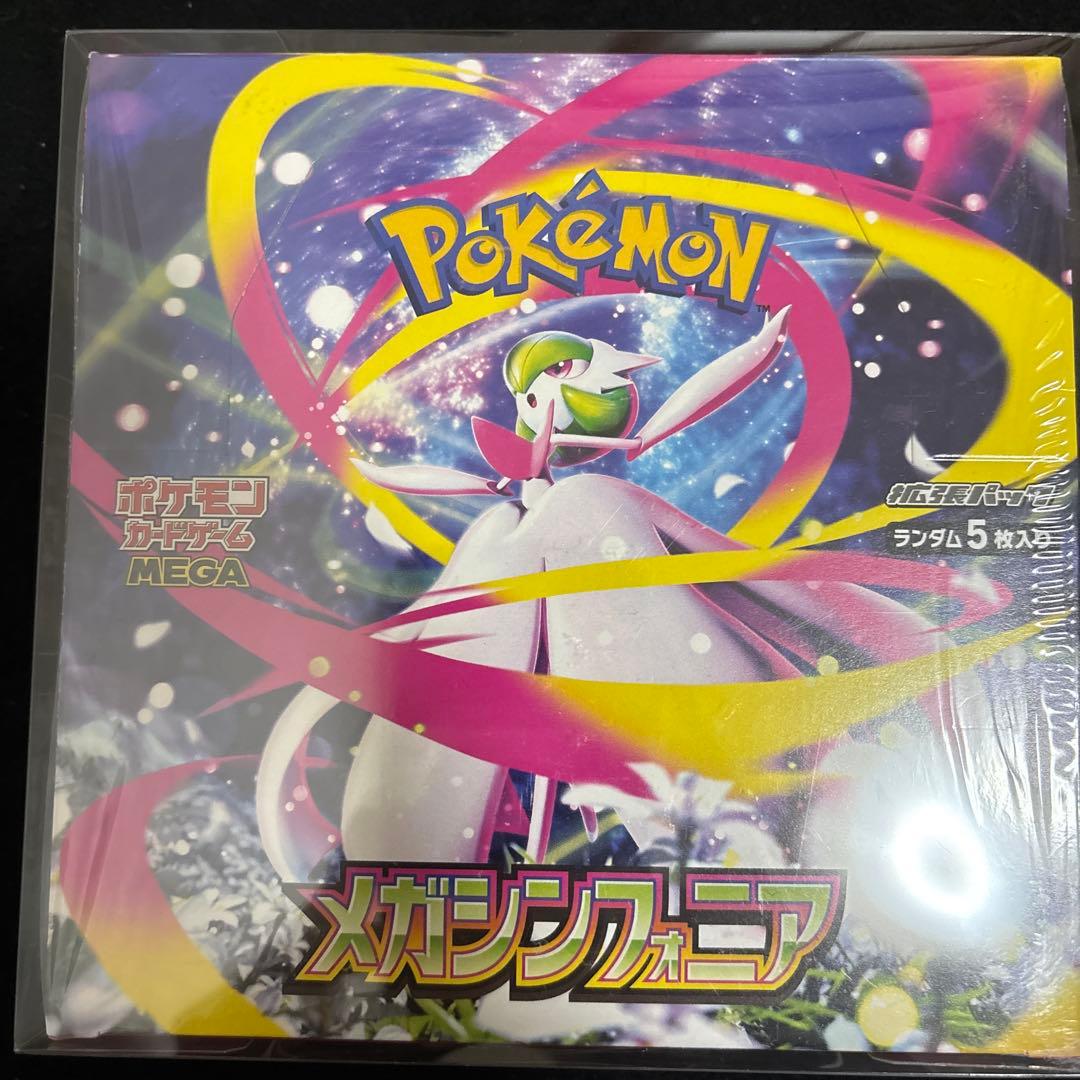 POKéMON
TM
ポケモン
カードゲーム
MEGA
拡張パック
ランダム5枚入り
メガシンフォニア